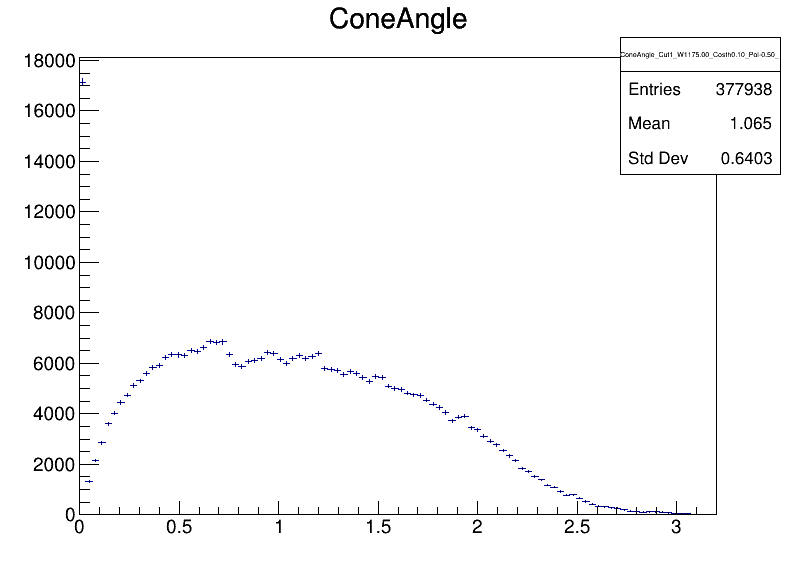 ConeAngle
ConeAngle_Cut1_W1175.00_Costh0.10_Pol-0.50_
Entries 377938
Mean 1.065
Std Dev 0.6403
18000
16000
14000
12000
10000
8000
6000
4000
2000
0
0 0.5 1 1.5 2 2.5 3